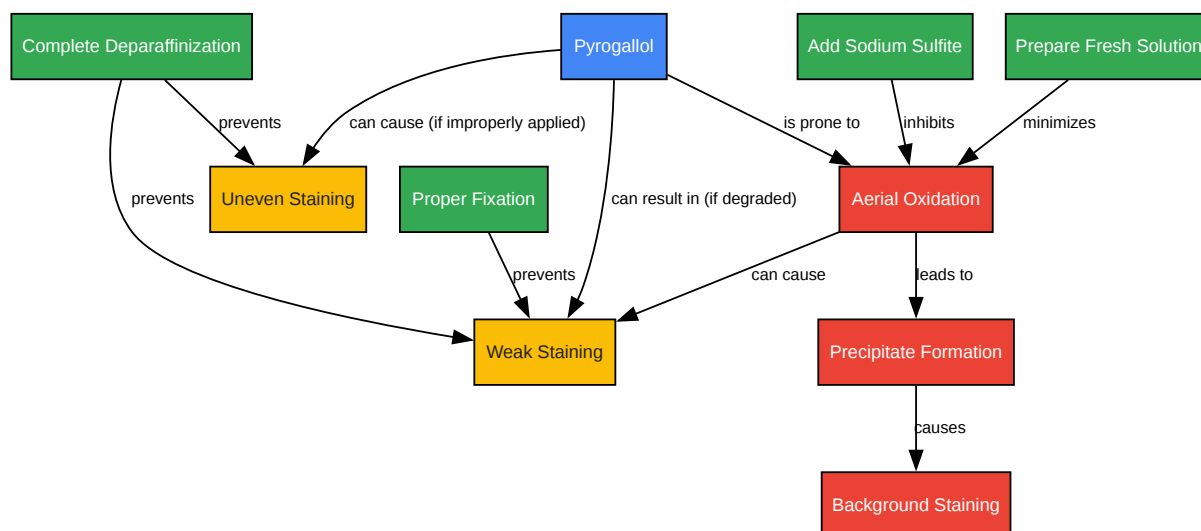 Complete Deparaffinization
Pyrogallol
Add Sodium Sulfite
Prepare Fresh Solution
prevents
can cause (if improperly applied)
is prone to
inhibits
minimizes
prevents
Uneven Staining
Proper Fixation
can result in (if degraded)
Aerial Oxidation
prevents
can cause
leads to
Weak Staining
Precipitate Formation
causes
Background Staining